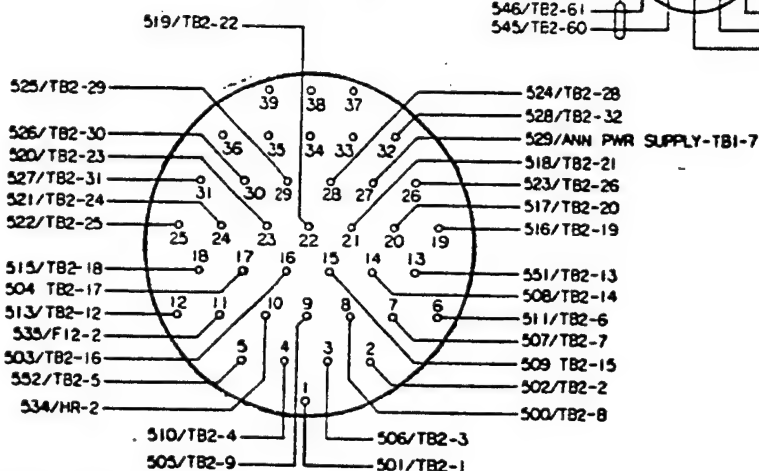 546/TB2-61
545/TB2-60
519/TB2-22
525/TB2-29
526/TB2-30
520/TB2-23
527/TB2-31
521/TB2-24
522/TB2-25
515/TB2-18
504 TB2-17
513/TB2-12
535/F12-2
503/TB2-16
552/TB2-5
534/HR-2
510/TB2-4
505/TB2-9
39 38 37
36 35 34 33 32
31 30 29 28 27 26
25 24 23 22 21 20 19
18 17 16 15 14 13
12 11 10 9 8 7 6
5 4 3 2
1
524/TB2-28
528/TB2-32
529/ANN PWR SUPPLY-TB1-7
518/TB2-21
523/TB2-26
517/TB2-20
516/TB2-19
551/TB2-13
508/TB2-14
511/TB2-6
507/TB2-7
509 TB2-15
502/TB2-2
500/TB2-8
506/TB2-3
501/TB2-1